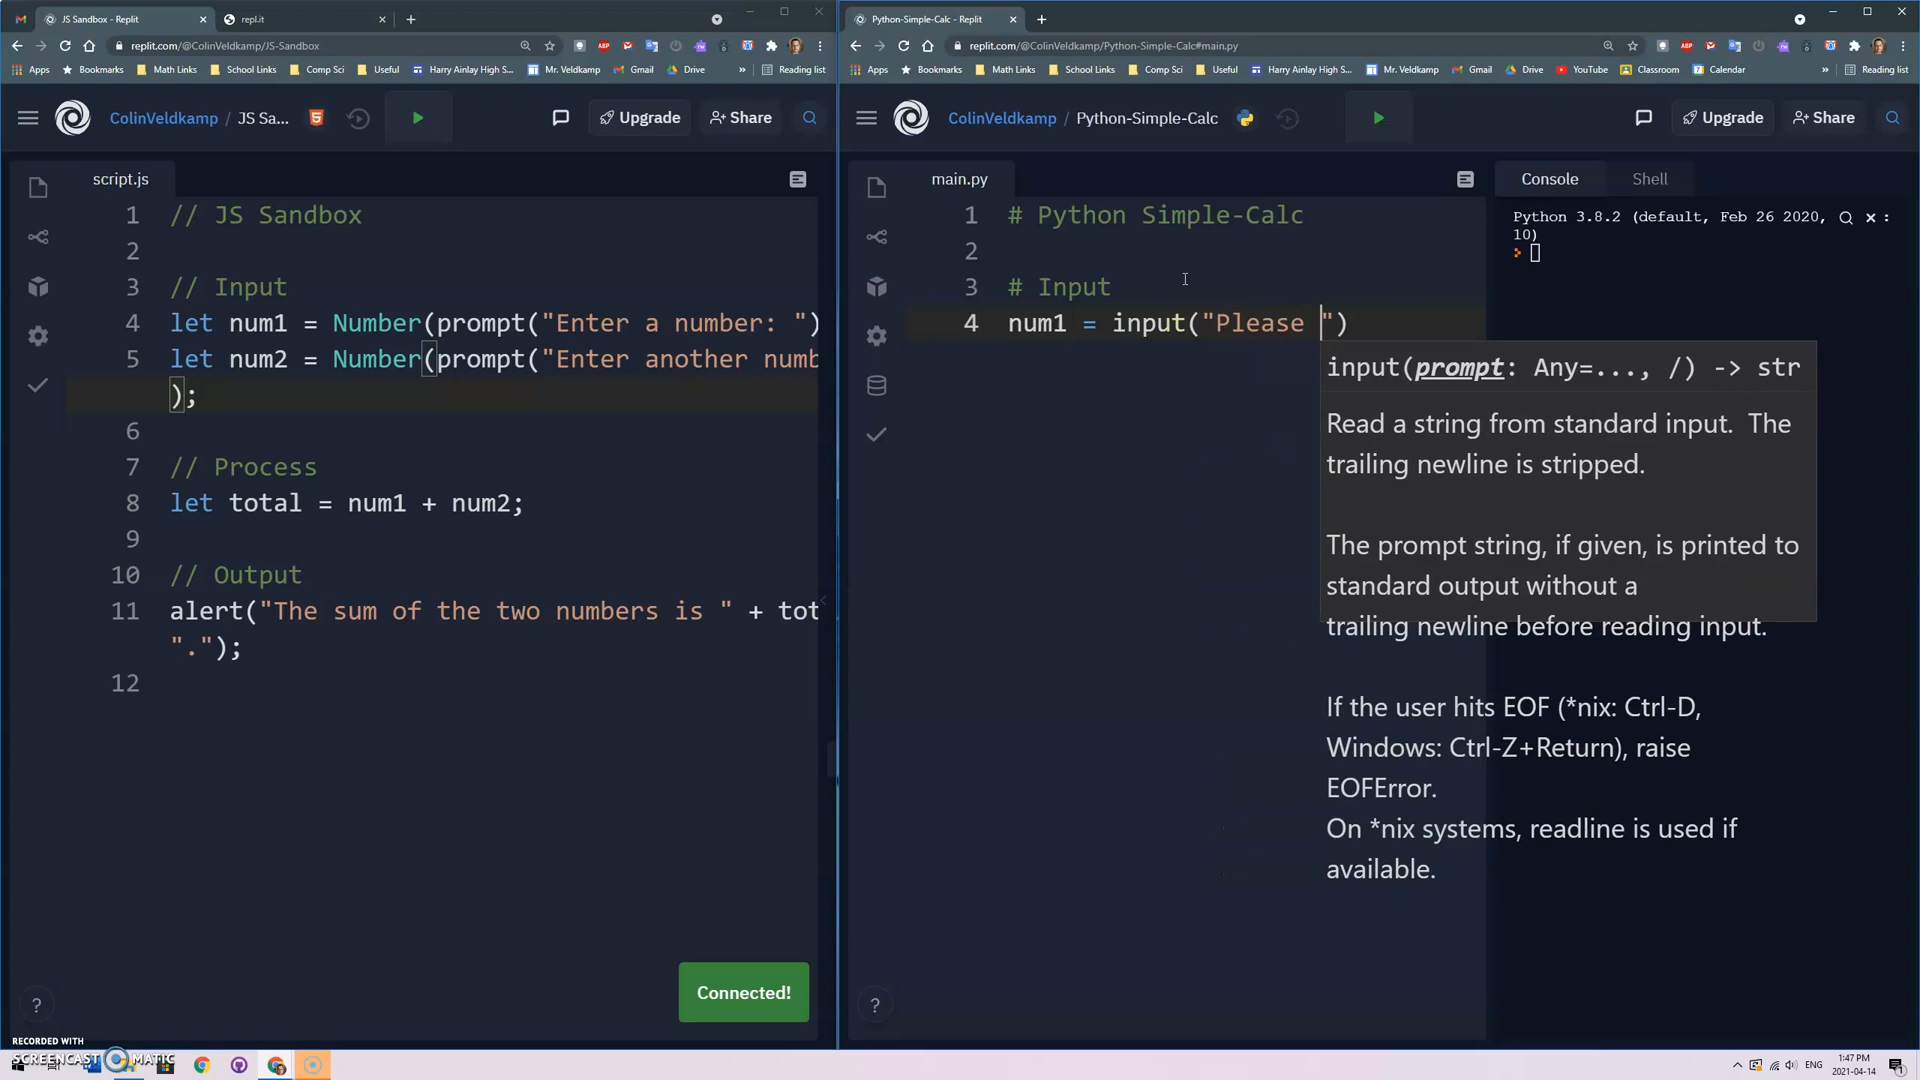 JS Sandbox - Replit
repl.it
Python-Simple-Calc - Replit
replit.com/@ColinVeldkamp/JS-Sandbox
replit.com/@ColinVeldkamp/Python-Simple-Calc#main.py
Apps Bookmarks Math Links School Links Comp Sci Useful Harry Ainlay High S... Mr. Veldkamp Gmail Drive » Reading list
Apps Bookmarks Math Links School Links Comp Sci Useful Harry Ainlay High S... Mr. Veldkamp Gmail Drive YouTube Classroom Calendar » Reading list
ColinVeldkamp / JS Sa... Upgrade Share
ColinVeldkamp / Python-Simple-Calc Upgrade Share
script.js
1 // JS Sandbox
2
3 // Input
4 let num1 = Number(prompt("Enter a number: ")
5 let num2 = Number(prompt("Enter another numb
);
6
7 // Process
8 let total = num1 + num2;
9
10 // Output
11 alert("The sum of the two numbers is " + tot
".");
12
Connected!
main.py
1 # Python Simple-Calc
2
3 # Input
4 num1 = input("Please ")
input(prompt: Any=..., /) -> str
Read a string from standard input. The
trailing newline is stripped.
The prompt string, if given, is printed to
standard output without a
trailing newline before reading input.
If the user hits EOF (*nix: Ctrl-D,
Windows: Ctrl-Z+Return), raise
EOFError.
On *nix systems, readline is used if
available.
Console Shell
Python 3.8.2 (default, Feb 26 2020, :
10)
RECORDED WITH
SCREENCAST MATIC
ENG
1:47 PM
2021-04-14